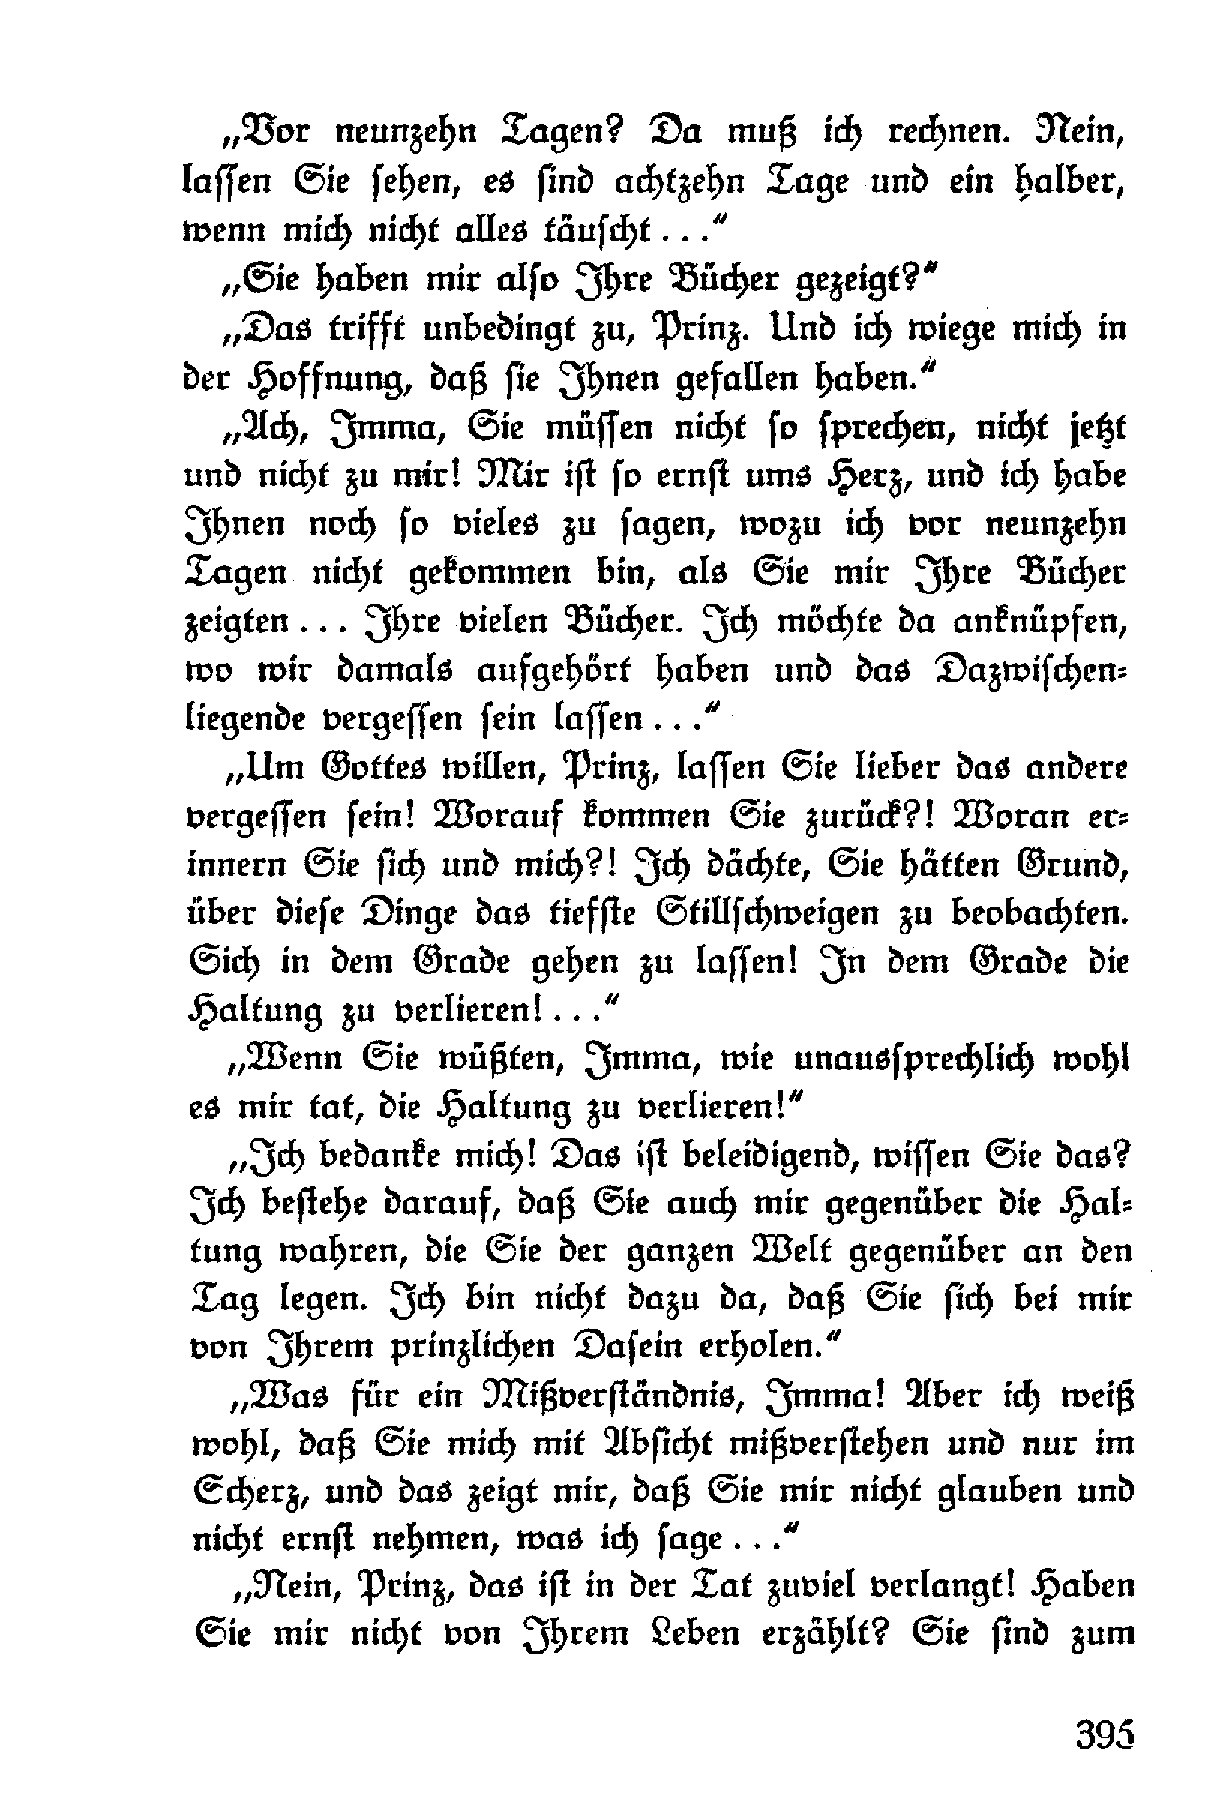 „Vor neunzehn Tagen? Da muß ich rechnen. Nein,
lassen Sie sehen, es sind achtzehn Tage und ein halber,
wenn mich nicht alles täuscht . . .“
„Sie haben mir also Ihre Bücher gezeigt?“
„Das trifft unbedingt zu, Prinz. Und ich wiege mich in
der Hoffnung, daß sie Ihnen gefallen haben.“
„Ach, Imma, Sie müssen nicht so sprechen, nicht jetzt
und nicht zu mir! Mir ist so ernst ums Herz, und ich habe
Ihnen noch so vieles zu sagen, wozu ich vor neunzehn
Tagen nicht gekommen bin, als Sie mir Ihre Bücher
zeigten . . . Ihre vielen Bücher. Ich möchte da anknüpfen,
wo wir damals aufgehört haben und das Dazwischen-
liegende vergessen sein lassen . . .“
„Um Gottes willen, Prinz, lassen Sie lieber das andere
vergessen sein! Worauf kommen Sie zurück?! Woran er-
innern Sie sich und mich?! Ich dächte, Sie hätten Grund,
über diese Dinge das tiefste Stillschweigen zu beobachten.
Sich in dem Grade gehen zu lassen! In dem Grade die
Haltung zu verlieren! . . .“
„Wenn Sie wüßten, Imma, wie unaussprechlich wohl
es mir tat, die Haltung zu verlieren!“
„Ich bedanke mich! Das ist beleidigend, wissen Sie das?
Ich bestehe darauf, daß Sie auch mir gegenüber die Hal-
tung wahren, die Sie der ganzen Welt gegenüber an den
Tag legen. Ich bin nicht dazu da, daß Sie sich bei mir
von Ihrem prinzlichen Dasein erholen.“
„Was für ein Mißverständnis, Imma! Aber ich weiß
wohl, daß Sie mich mit Absicht mißverstehen und nur im
Scherz, und das zeigt mir, daß Sie mir nicht glauben und
nicht ernst nehmen, was ich sage . . .“
„Nein, Prinz, das ist in der Tat zuviel verlangt! Haben
Sie mir nicht von Ihrem Leben erzählt? Sie sind zum
395